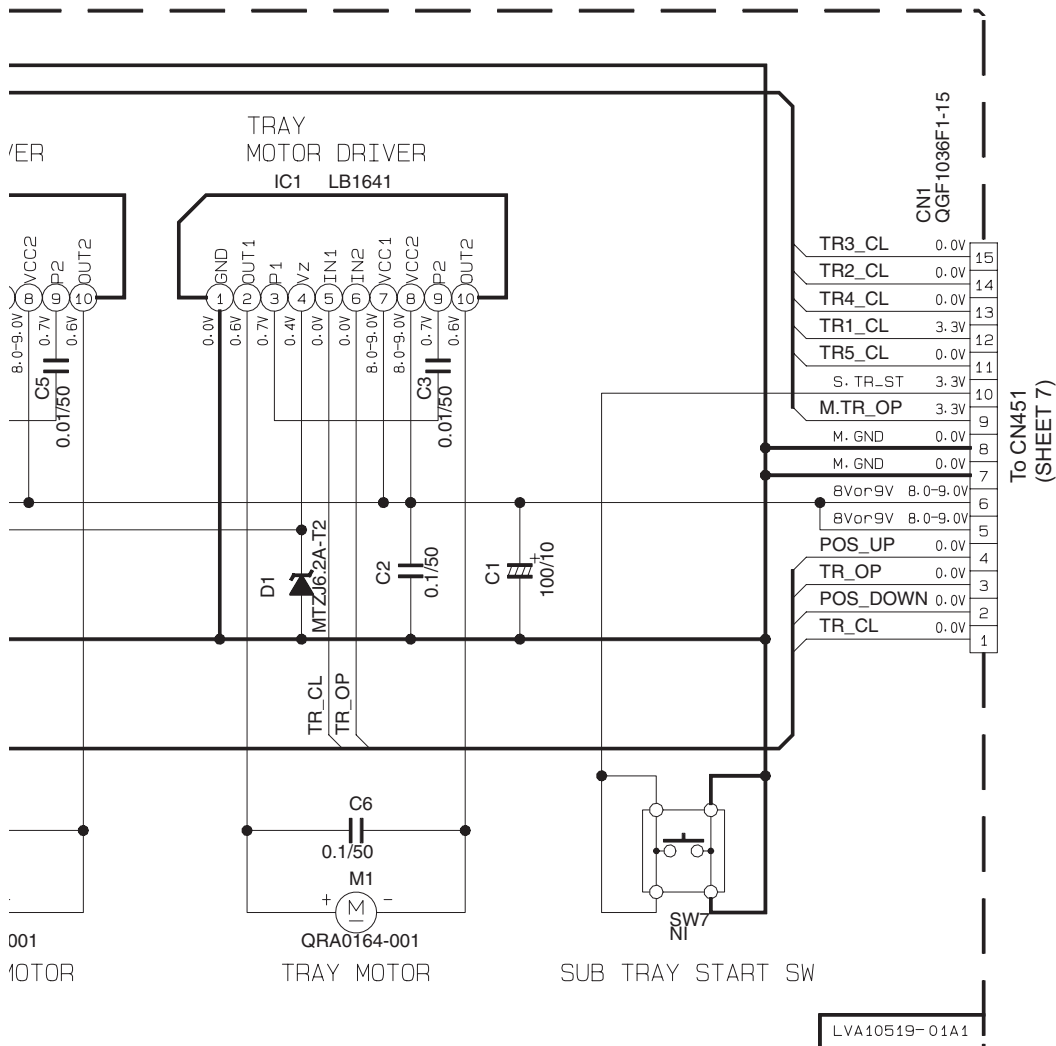 TRAY
MOTOR DRIVER
IC1 LB1641
VER
VCC2
P2
OUT2
8
9
10
8.0-9.0V
0.7V
0.6V
C5
0.01/50
GND
OUT1
P1
VZ
IN1
IN2
VCC1
VCC2
P2
OUT2
1
2
3
4
5
6
7
8
9
10
0.0V
0.6V
0.7V
0.4V
0.0V
0.0V
8.0-9.0V
8.0-9.0V
0.7V
0.6V
C3
0.01/50
D1
MTZJ6.2A-T2
C2
0.1/50
C1
+
100/10
TR_CL
TR_OP
CN1
QGF1036F1-15
TR3_CL 0.0V 15
TR2_CL 0.0V 14
TR4_CL 0.0V 13
TR1_CL 3.3V 12
TR5_CL 0.0V 11
S.TR_ST 3.3V 10
M.TR_OP 3.3V 9
M.GND 0.0V 8
M.GND 0.0V 7
8Vor9V 8.0-9.0V 6
8Vor9V 8.0-9.0V 5
POS_UP 0.0V 4
TR_OP 0.0V 3
POS_DOWN 0.0V 2
TR_CL 0.0V 1
To CN451
(SHEET 7)
C6
0.1/50
M1
+ M -
QRA0164-001
TRAY MOTOR
001
MOTOR
SW7
NI
SUB TRAY START SW
LVA10519-01A1